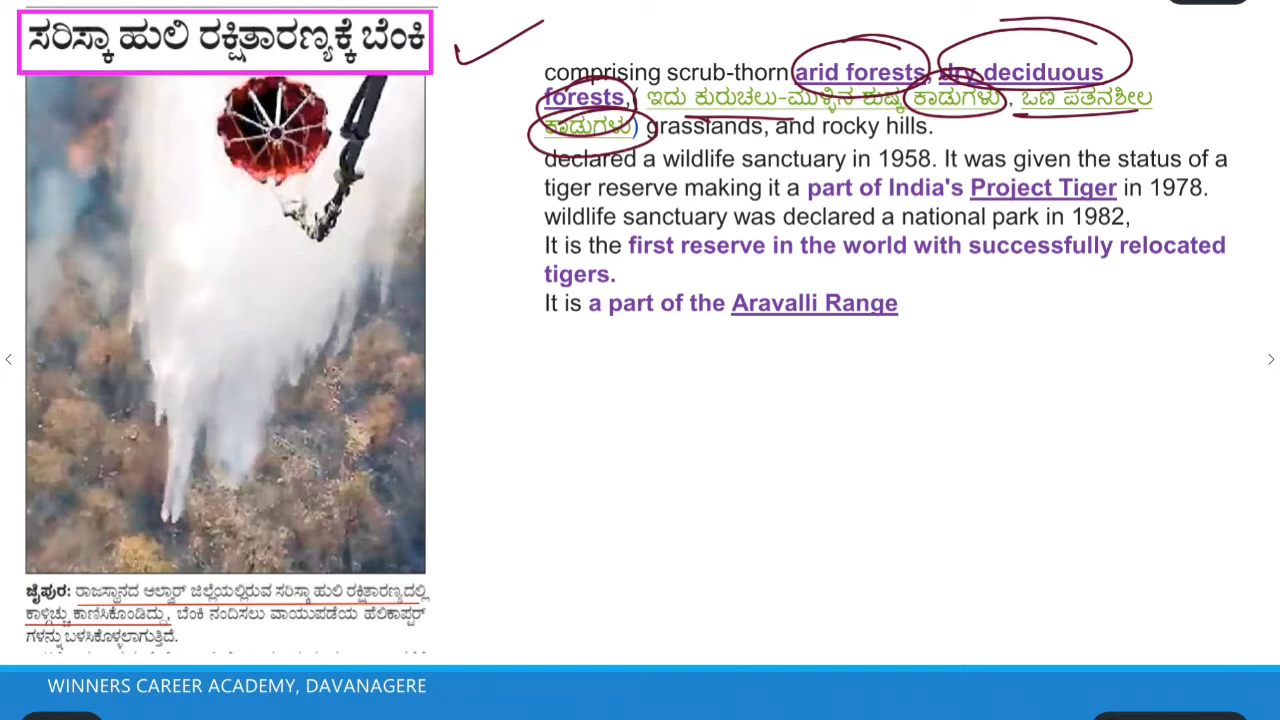 ಸರಿಸ್ಕಾ ಹುಲಿ ರಕ್ಷಿತಾರಣ್ಯಕ್ಕೆ ಬೆಂಕಿ
ಜೈಪುರ: ರಾಜಸ್ಥಾನದ ಆಲ್ವಾರ್ ಜಿಲ್ಲೆಯಲ್ಲಿರುವ ಸರಿಸ್ಕಾ ಹುಲಿ ರಕ್ಷಿತಾರಣ್ಯದಲ್ಲಿ
ಕಾಳ್ಗಿಚ್ಚು ಕಾಣಿಸಿಕೊಂಡಿದ್ದು, ಬೆಂಕಿ ನಂದಿಸಲು ವಾಯುಪಡೆಯ ಹೆಲಿಕಾಪ್ಟರ್
ಗಳನ್ನು ಬಳಸಿಕೊಳ್ಳಲಾಗುತ್ತಿದೆ.
comprising scrub-thorn arid forests, dry deciduous
forests,( ಇದು ಕುರುಚಲು-ಮುಳ್ಳಿನ ಶುಷ್ಕ ಕಾಡುಗಳು, ಒಣ ಪತನಶೀಲ
ಕಾಡುಗಳು) grasslands, and rocky hills.
declared a wildlife sanctuary in 1958. It was given the status of a
tiger reserve making it a part of India's Project Tiger in 1978.
wildlife sanctuary was declared a national park in 1982,
It is the first reserve in the world with successfully relocated
tigers.
It is a part of the Aravalli Range
WINNERS CAREER ACADEMY, DAVANAGERE